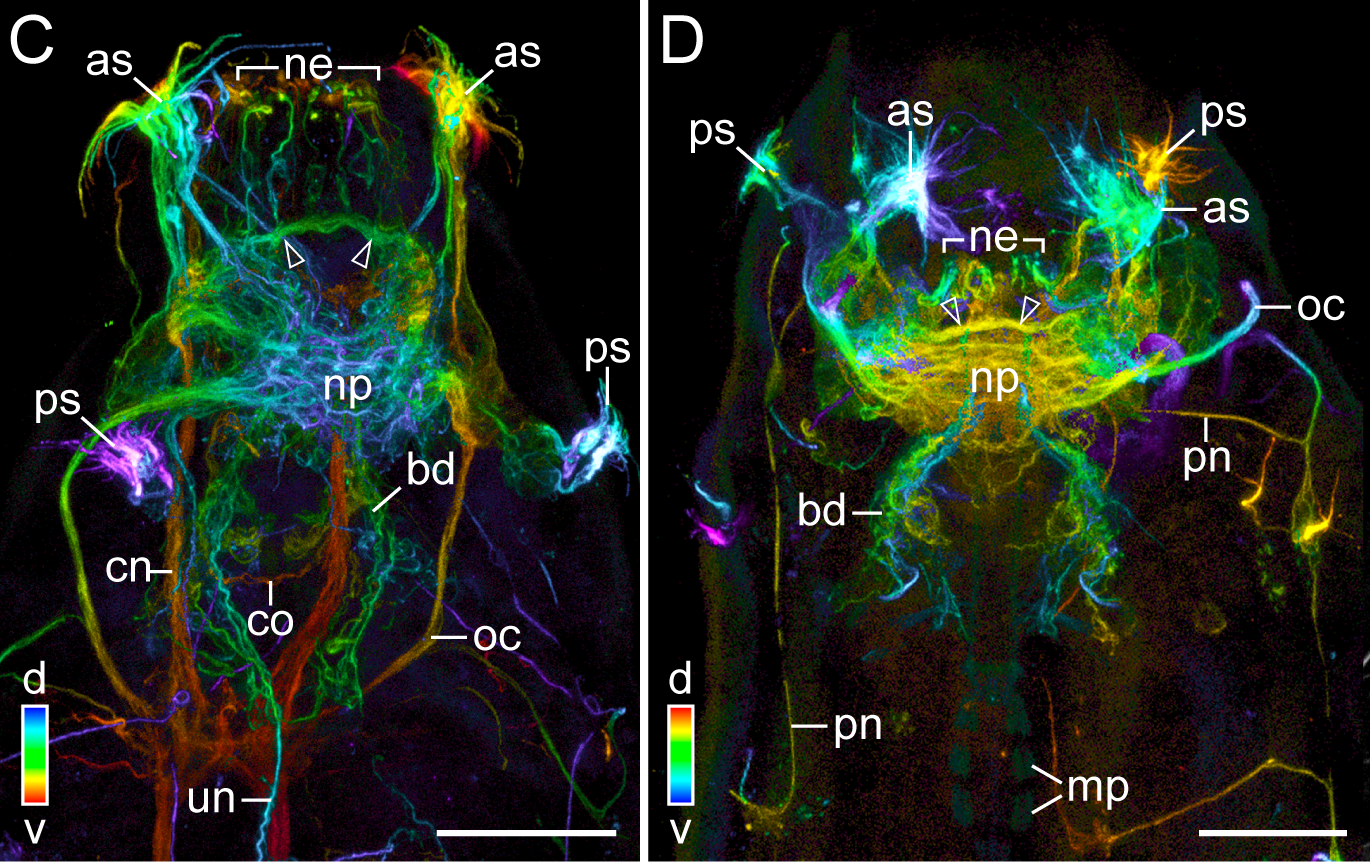 C
as
ne
as
ps
ps
np
bd
cn
co
oc
d
v
un
D
ps
as
ps
as
ne
oc
np
pn
bd
pn
d
v
mp